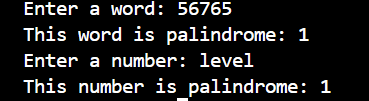 Enter a word: 56765
This word is palindrome: 1
Enter a number: level
This number is palindrome: 1